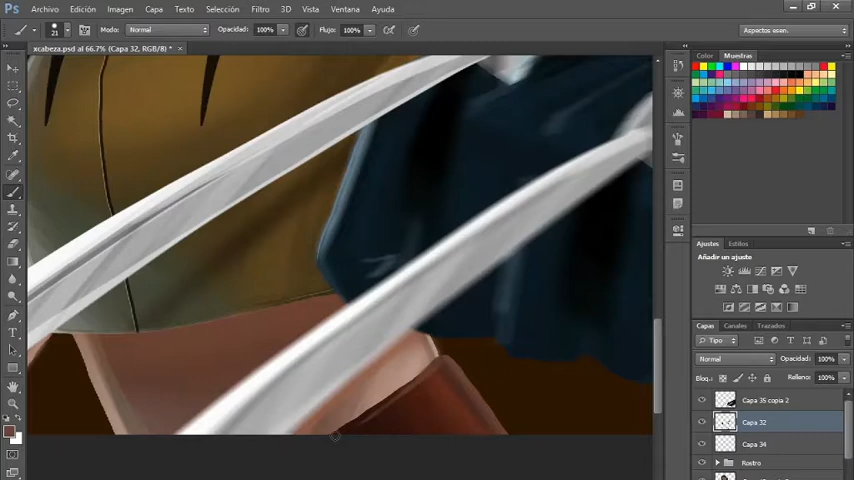 Ps Archivo Edición Imagen Capa Texto Selección Filtro 3D Vista Ventana Ayuda
21 Modo: Normal Opacidad: 100% Flujo: 100% Aspectos esen.
xcabeza.psd al 66.7% (Capa 32, RGB/8) * ×
Color Muestras
Ajustes Estilos
Añadir un ajuste
Capas Canales Trazados
Tipo
Normal Opacidad: 100%
Bloq.: Relleno: 100%
Capa 35 copia 2
Capa 32
Capa 34
Rostro